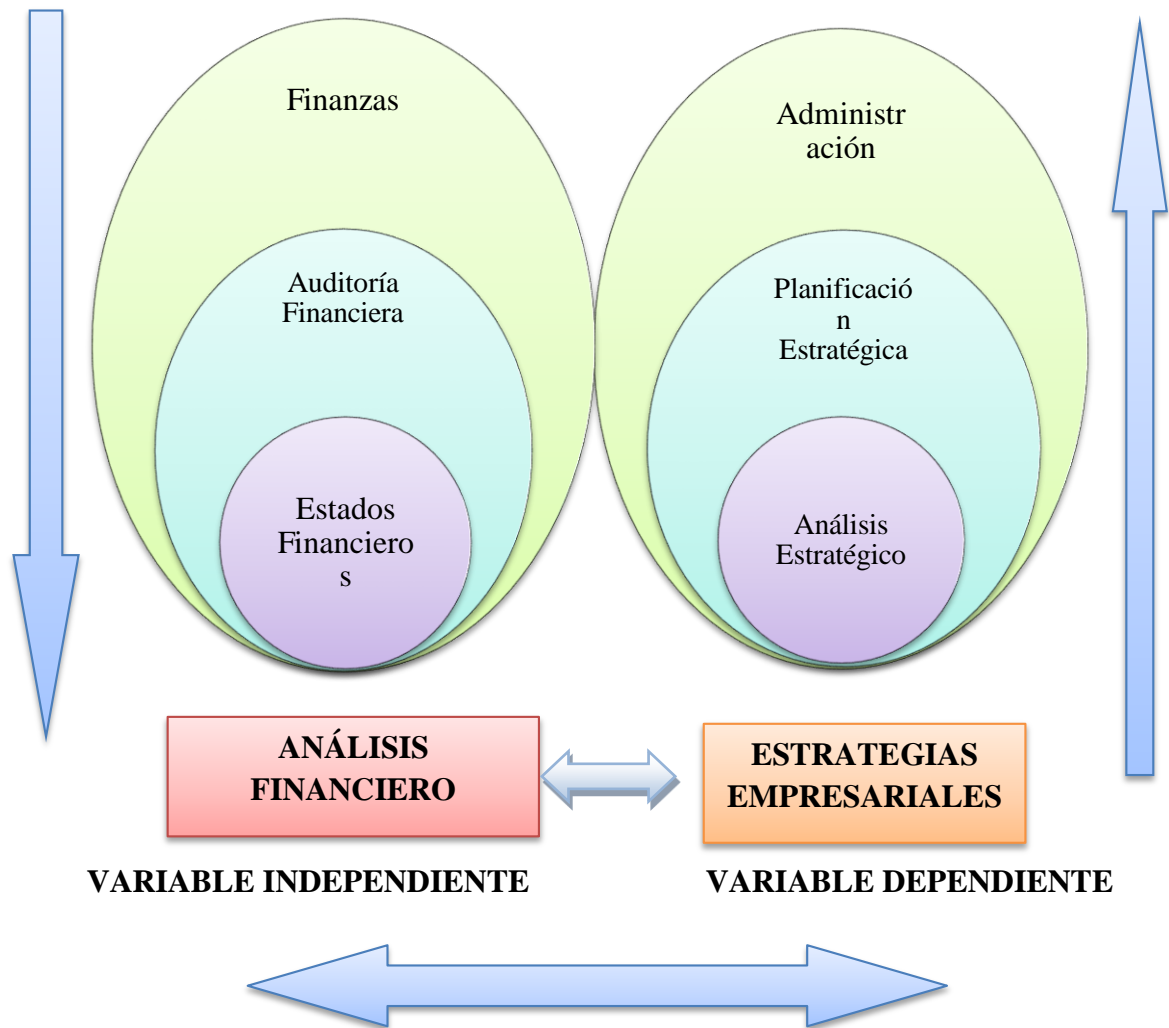 Finanzas
Auditoría
Financiera
Estados
Financiero
s
Administr
ación
Planificació
n
Estratégica
Análisis
Estratégico
ANÁLISIS
FINANCIERO
ESTRATEGIAS
EMPRESARIALES
VARIABLE INDEPENDIENTE
VARIABLE DEPENDIENTE